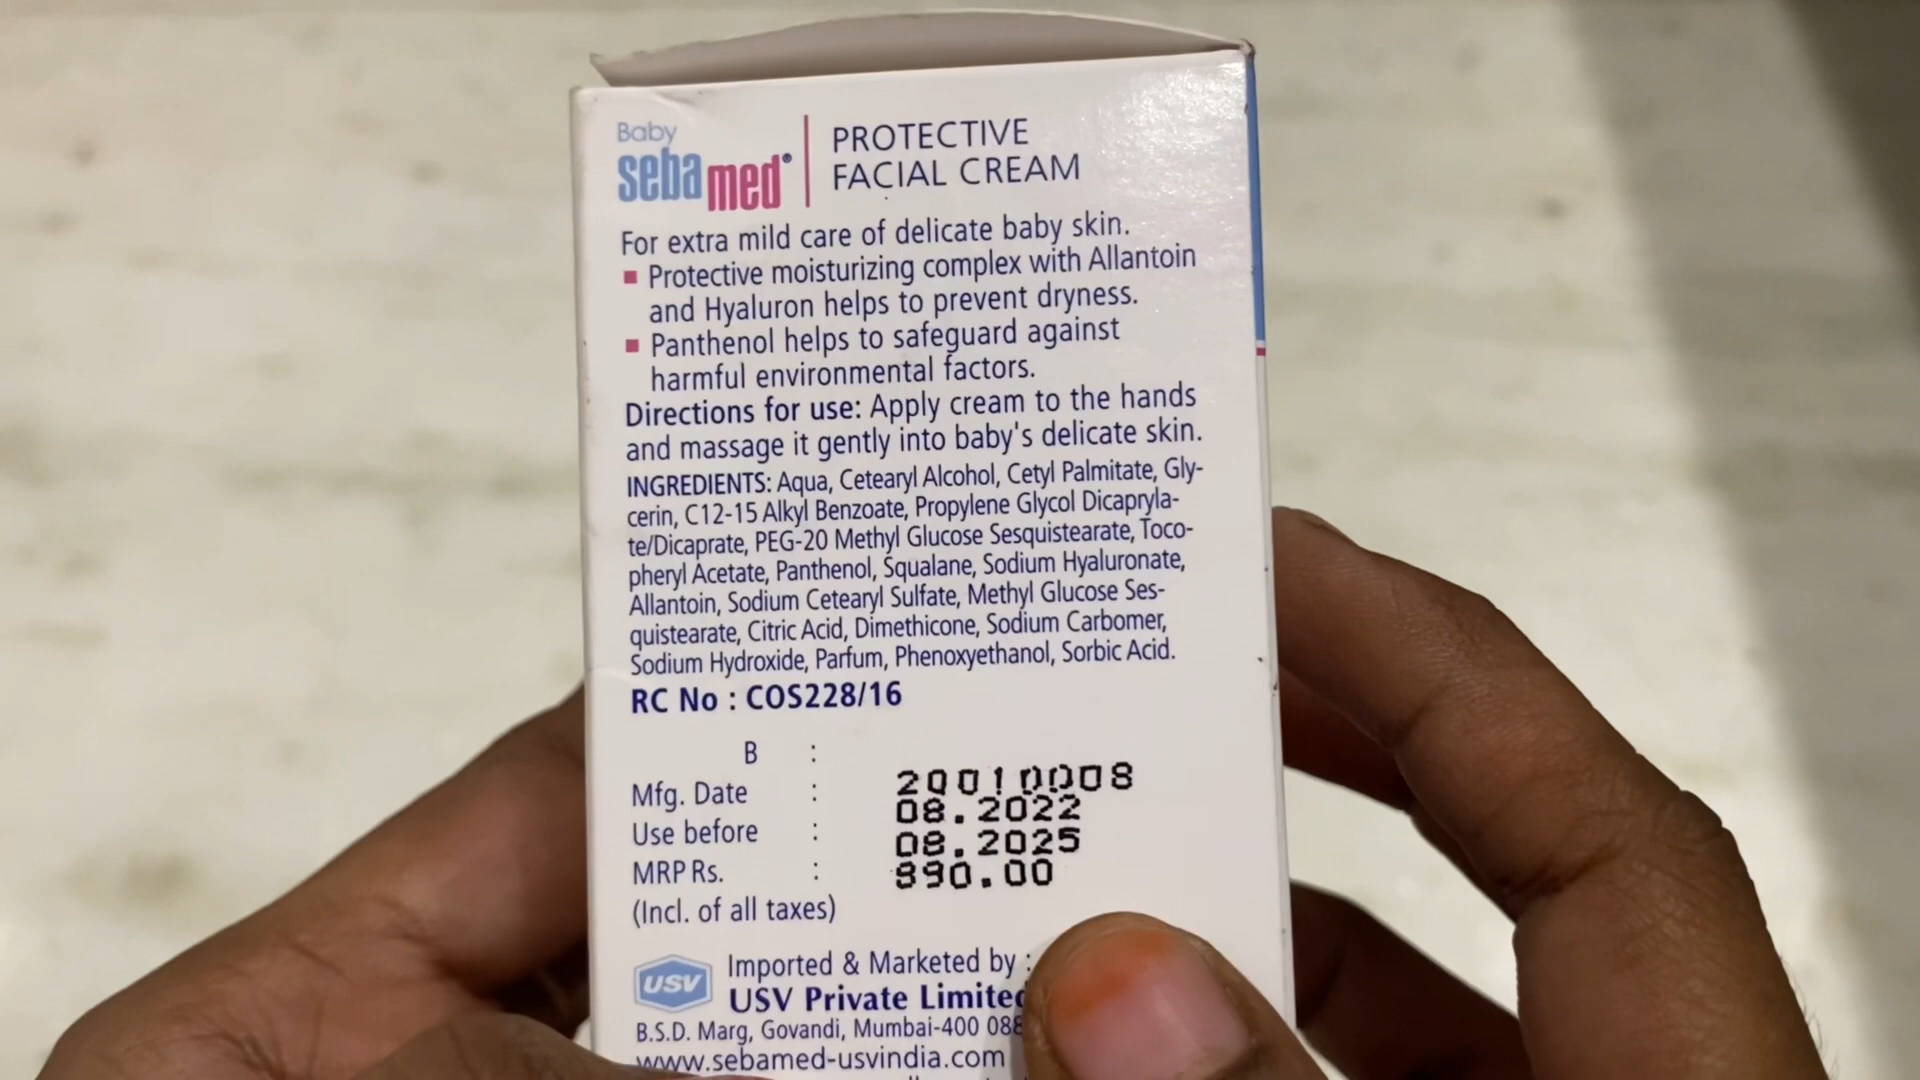 Baby
sebamed®
PROTECTIVE
FACIAL CREAM
For extra mild care of delicate baby skin.
Protective moisturizing complex with Allantoin
and Hyaluron helps to prevent dryness.
Panthenol helps to safeguard against
harmful environmental factors.
Directions for use: Apply cream to the hands
and massage it gently into baby's delicate skin.
INGREDIENTS: Aqua, Cetearyl Alcohol, Cetyl Palmitate, Gly-
cerin, C12-15 Alkyl Benzoate, Propylene Glycol Dicapryla-
te/Dicaprate, PEG-20 Methyl Glucose Sesquistearate, Toco-
pheryl Acetate, Panthenol, Squalane, Sodium Hyaluronate,
Allantoin, Sodium Cetearyl Sulfate, Methyl Glucose Ses-
quistearate, Citric Acid, Dimethicone, Sodium Carbomer,
Sodium Hydroxide, Parfum, Phenoxyethanol, Sorbic Acid.
RC No : COS228/16
B : 20010008
Mfg. Date : 08.2022
Use before : 08.2025
MRP Rs. : 890.00
(Incl. of all taxes)
USV
Imported & Marketed by :
USV Private Limited
B.S.D. Marg, Govandi, Mumbai-400 088
www.sebamed-usvindia.com